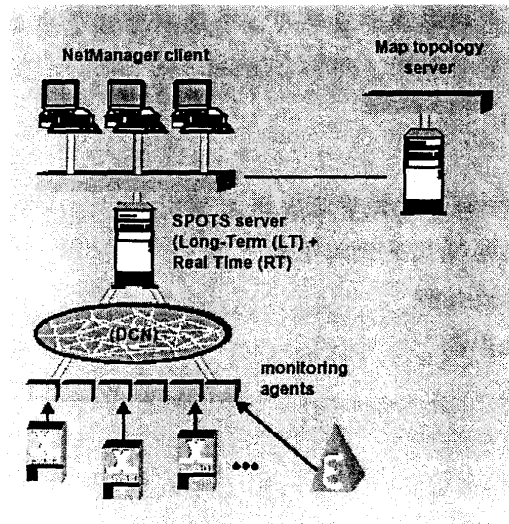 NetManager client
Map topology
server
SPOTS server
(Long-Term (LT) +
Real Time (RT)
(DCN)
monitoring
agents